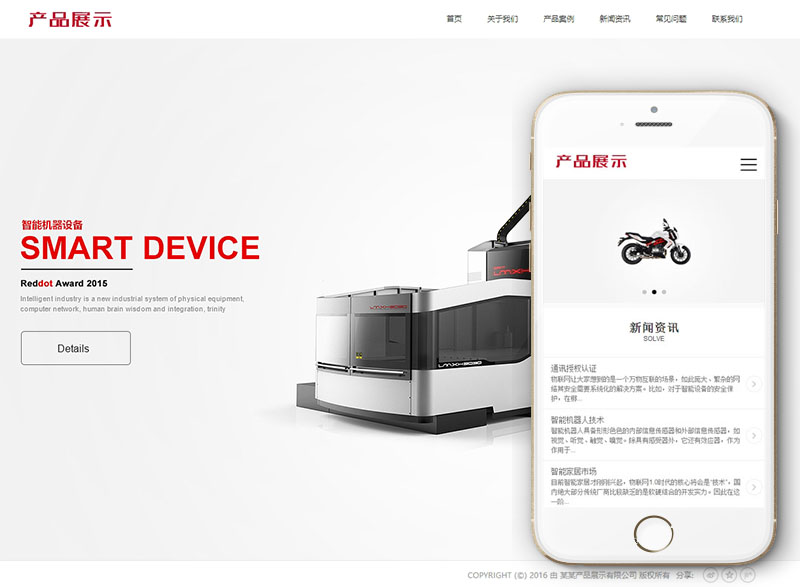 产品展示
首页 关于我们 产品案例 新闻资讯 常见问题 联系我们
智能机器设备
SMART DEVICE
Reddot Award 2015
Intelligent industry is a new industrial system of physical equipment,
computer network, human brain wisdom and integration, trinity
Details
产品展示
新闻资讯
SOLVE
通讯授权认证
物联网让大家想到的是一个万物互联的场景，如此庞大、繁杂的网
络其安全需要系统化的解决方案。比如，对于智能设备的安全保
护，在
智能机器人技术
智能机器人具备形形色色的内部信息传感器和外部信息传感器，如
视觉、听觉、触觉、嗅觉。除具有感受器外，它还有效应器，作为
作用于...
智能家居市场
目前智能家居才刚刚兴起，物联网1.0时代的核心将会是“技术”，国
内绝大部分传统厂商比较缺乏的是软硬结合的开发实力。因此在这
一阶...
COPYRIGHT (©) 2016 由 某某产品展示有限公司 版权所有 分享: